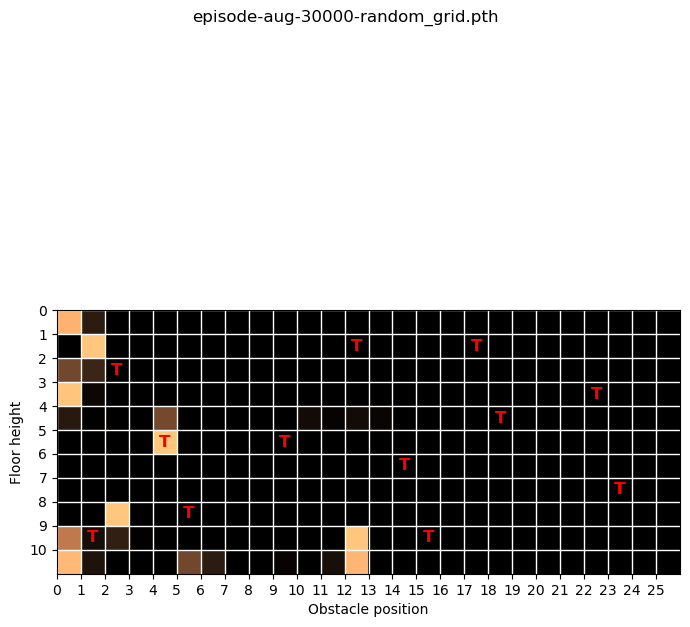 episode-aug-30000-random_grid.pth
0
1
T T
2
T
3
T
4
T
5
T T
6
T
7
T
8
T
9
T T
10
0 1 2 3 4 5 6 7 8 9 10 11 12 13 14 15 16 17 18 19 20 21 22 23 24 25
Floor height
Obstacle position